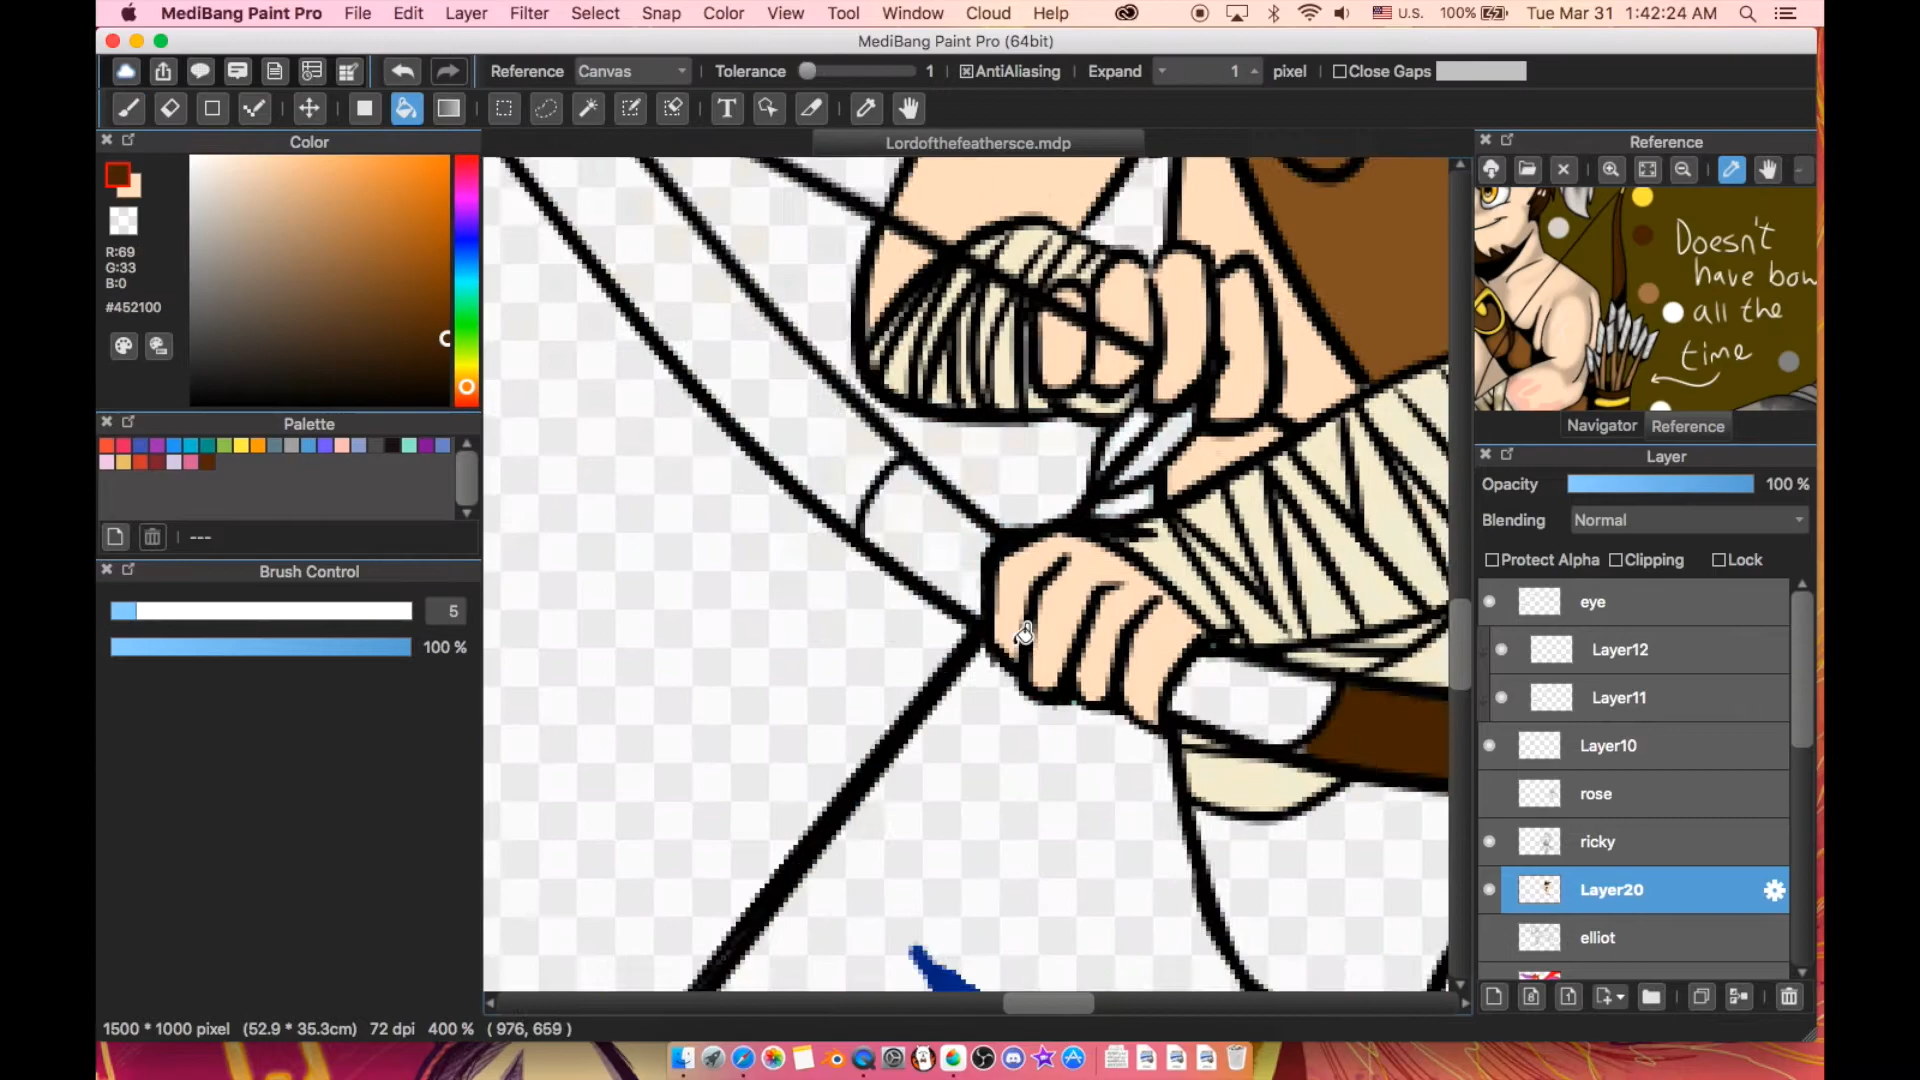 MediBang Paint Pro File Edit Layer Filter Select Snap Color View Tool Window Cloud Help U.S. 100% Tue Mar 31 1:42:24 AM
MediBang Paint Pro (64bit)
Reference Canvas Tolerance 1 AntiAliasing Expand 1 pixel Close Gaps
T
Color
Lordofthefeathersce.mdp
Reference
R:69
G:33
B:0
#452100
Doesn't
have bow
all the
time
Palette
Navigator Reference
---
Layer
Opacity 100 %
Blending Normal
Protect Alpha Clipping Lock
Brush Control
5
100 %
eye
Layer12
Layer11
Layer10
rose
ricky
Layer20
elliot
8 1
1500 * 1000 pixel (52.9 * 35.3cm) 72 dpi 400 % ( 976, 659 )